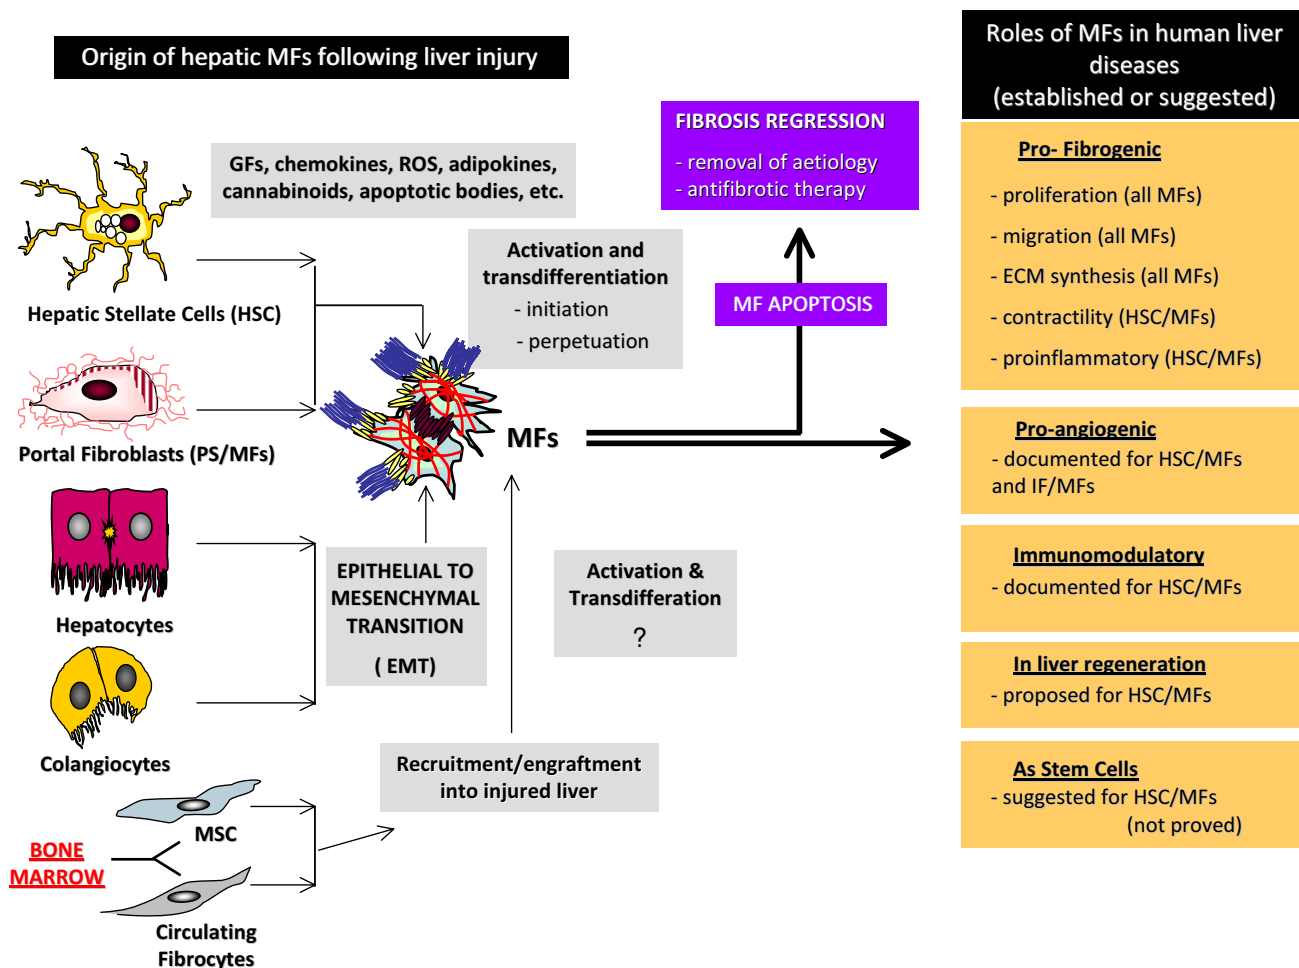 Origin of hepatic MFs following liver injury
GFs, chemokines, ROS, adipokines,
cannabinoids, apoptotic bodies, etc.
Hepatic Stellate Cells (HSC)
Activation and
transdifferentiation
- initiation
- perpetuation
Portal Fibroblasts (PS/MFs)
MFs
Hepatocytes
EPITHELIAL TO
MESENCHYMAL
TRANSITION
( EMT)
Activation &
Transdifferation
?
Colangiocytes
Recruitment/engraftment
into injured liver
MSC
BONE
MARROW
Circulating
Fibrocytes
FIBROSIS REGRESSION
- removal of aetiology
- antifibrotic therapy
MF APOPTOSIS
Roles of MFs in human liver
diseases
(established or suggested)
Pro- Fibrogenic
- proliferation (all MFs)
- migration (all MFs)
- ECM synthesis (all MFs)
- contractility (HSC/MFs)
- proinflammatory (HSC/MFs)
Pro-angiogenic
- documented for HSC/MFs
and IF/MFs
Immunomodulatory
- documented for HSC/MFs
In liver regeneration
- proposed for HSC/MFs
As Stem Cells
- suggested for HSC/MFs
(not proved)